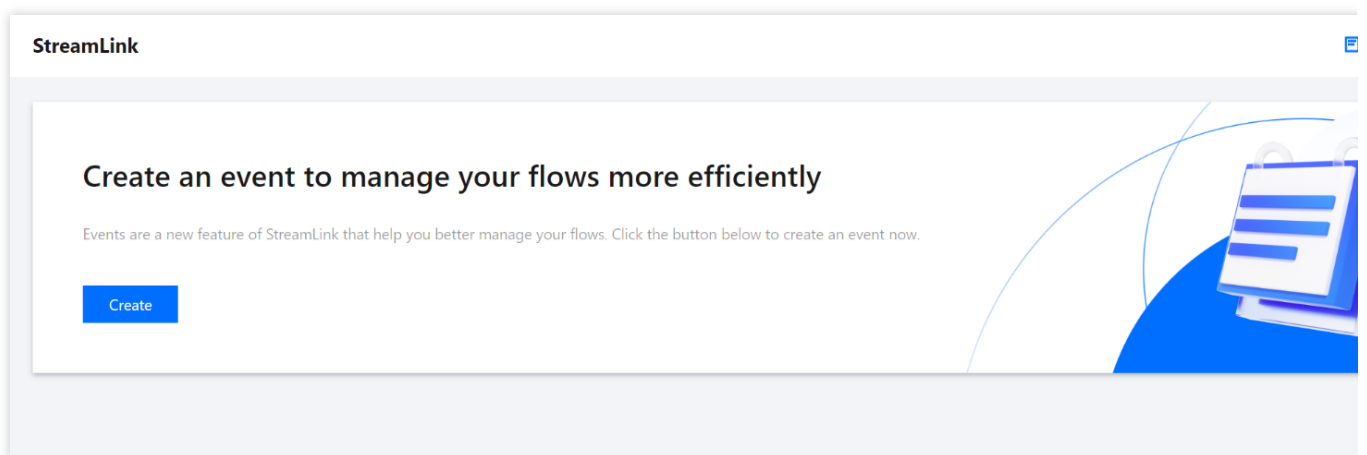 StreamLink
Create an event to manage your flows more efficiently
Events are a new feature of StreamLink that help you better manage your flows. Click the button below to create an event now.
Create